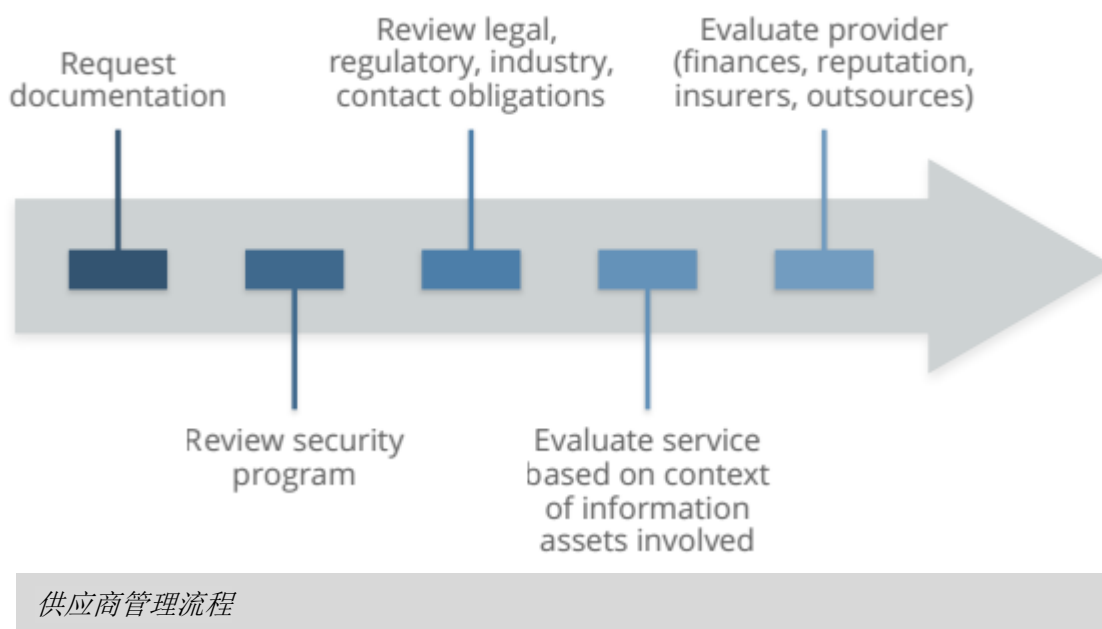 Request
documentation
Review security
program
Review legal,
regulatory, industry,
contact obligations
Evaluate service
based on context
of information
assets involved
Evaluate provider
(finances, reputation,
insurers, outsources)
供应商管理流程